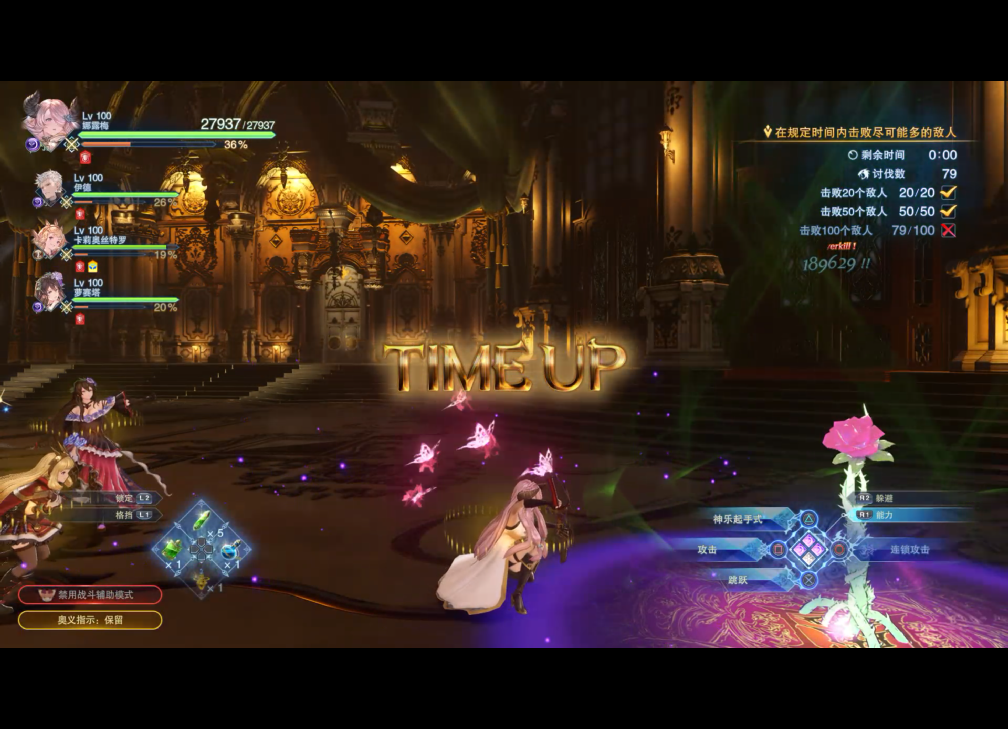 Lv 100
娜露梅
27937/27937
36%
Lv 100
伊德
26%
Lv 100
卡莉奥丝特罗
19%
Lv 100
萝赛塔
20%
在规定时间内击败尽可能多的敌人
剩余时间 0:00
讨伐数 79
击败20个敌人 20/20
击败50个敌人 50/50
击败100个敌人 79/100
erkill !
189629 !!
TIME UP
锁定 L2
格挡 L1
× 5
× 1
× 1
× 1
禁用战斗辅助模式
奥义指示：保留
R2 躲避
R1 能力
神乐起手式
攻击
连锁攻击
跳跃